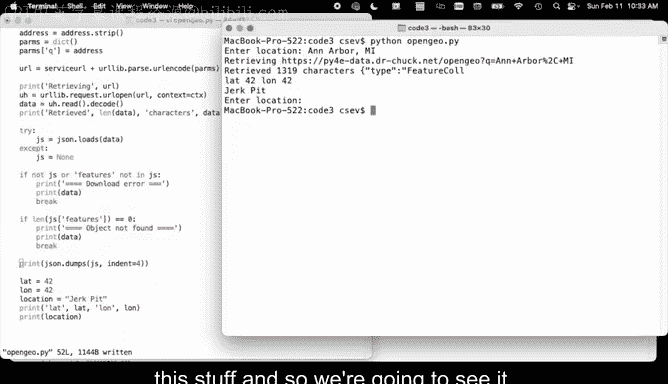 Terminal Shell Edit View Window Help
Sun Feb 11 10:33 AM
code3 — vi opengeo.py — 
address = address.strip()
parms = dict()
parms['q'] = address
url = serviceurl + urllib.parse.urlencode(parms)
print('Retrieving', url)
uh = urllib.request.urlopen(url, context=ctx)
data = uh.read().decode()
print('Retrieved', len(data), 'characters', data
try:
js = json.loads(data)
except:
js = None
if not js or 'features' not in js:
print('==== Download error ===')
print(data)
break
if len(js['features']) == 0:
print('==== Object not found ====')
print(data)
break
print(json.dumps(js, indent=4))
lat = 42
lon = 42
location = "Jerk Pit"
print('lat', lat, 'lon', lon)
print(location)
"opengeo.py" 52L, 1144B written
code3 — -bash — 83×30
MacBook-Pro-522:code3 csev$ python opengeo.py
Enter location: Ann Arbor, MI
Retrieving https://py4e-data.dr-chuck.net/opengeo?q=Ann+Arbor%2C+MI
Retrieved 1319 characters {"type":"FeatureColl
lat 42 lon 42
Jerk Pit
Enter location:
MacBook-Pro-522:code3 csev$
this stuff and so we're going to see it